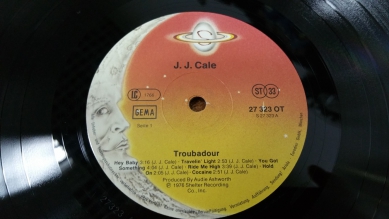 J. J. Cale
LC
GEMA
Seite 1
ST 33
27 323 OT
Troubadour
Hey Baby 3:16 (J. J. Cale) · Travelin' Light 2:53 (J. J. Cale) · You Got
Something 4:04 (J. J. Cale) · Ride Me High 3:36 (J. J. Cale) · Hold
On 2:05 (J. J. Cale) · Cocaine 2:51 (J. J. Cale)
Produced By Audie Ashworth
℗ 1976 Shelter Recording
Co., Inc.